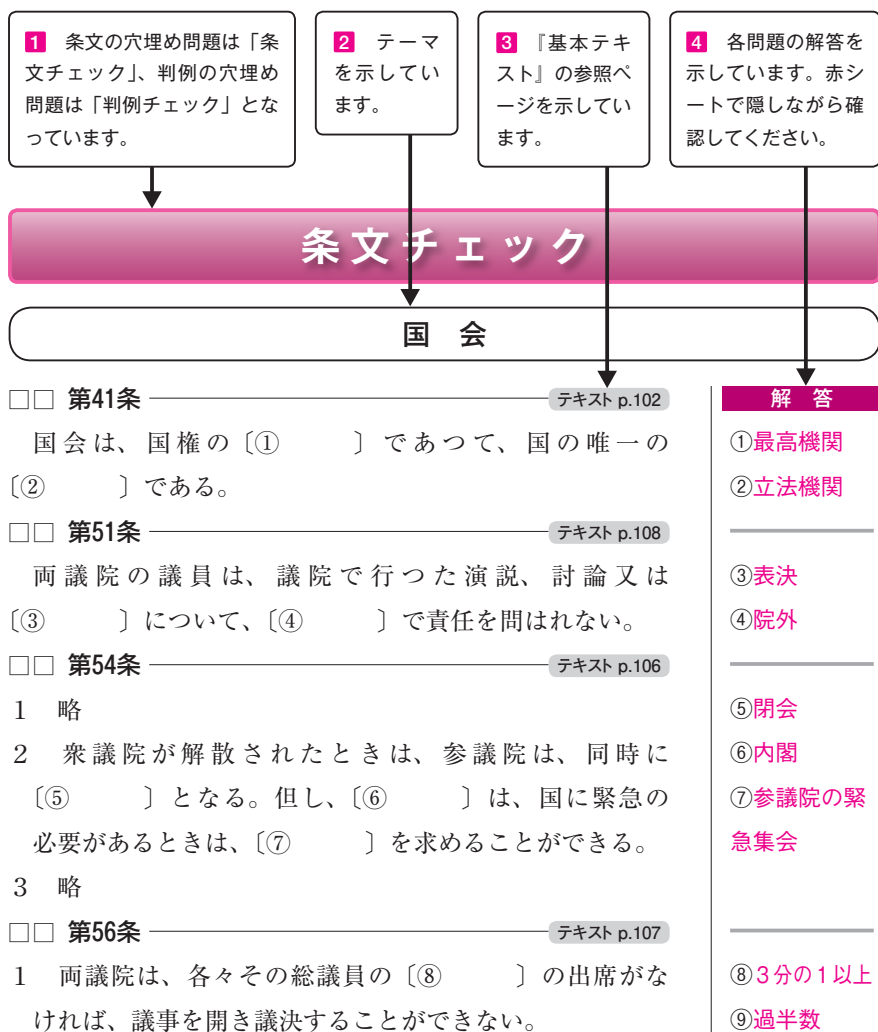 1 条文の穴埋め問題は「条
文チェック」、判例の穴埋め
問題は「判例チェック」とな
っています。
2 テーマ
を示してい
ます。
3 『基本テキ
スト』の参照ペ
ージを示してい
ます。
4 各問題の解答を
示しています。赤シ
ートで隠しながら確
認してください。
条文チェック
国 会
□□ 第41条 テキスト p.102
国会は、国権の〔① 〕であつて、国の唯一の
〔② 〕である。
□□ 第51条 テキスト p.108
両議院の議員は、議院で行つた演説、討論又は
〔③ 〕について、〔④ 〕で責任を問はれない。
□□ 第54条 テキスト p.106
1 略
2 衆議院が解散されたときは、参議院は、同時に
〔⑤ 〕となる。但し、〔⑥ 〕は、国に緊急の
必要があるときは、〔⑦ 〕を求めることができる。
3 略
□□ 第56条 テキスト p.107
1 両議院は、各々その総議員の〔⑧ 〕の出席がな
ければ、議事を開き議決することができない。
解 答
①最高機関
②立法機関
③表決
④院外
⑤閉会
⑥内閣
⑦参議院の緊
急集会
⑧3分の1以上
⑨過半数